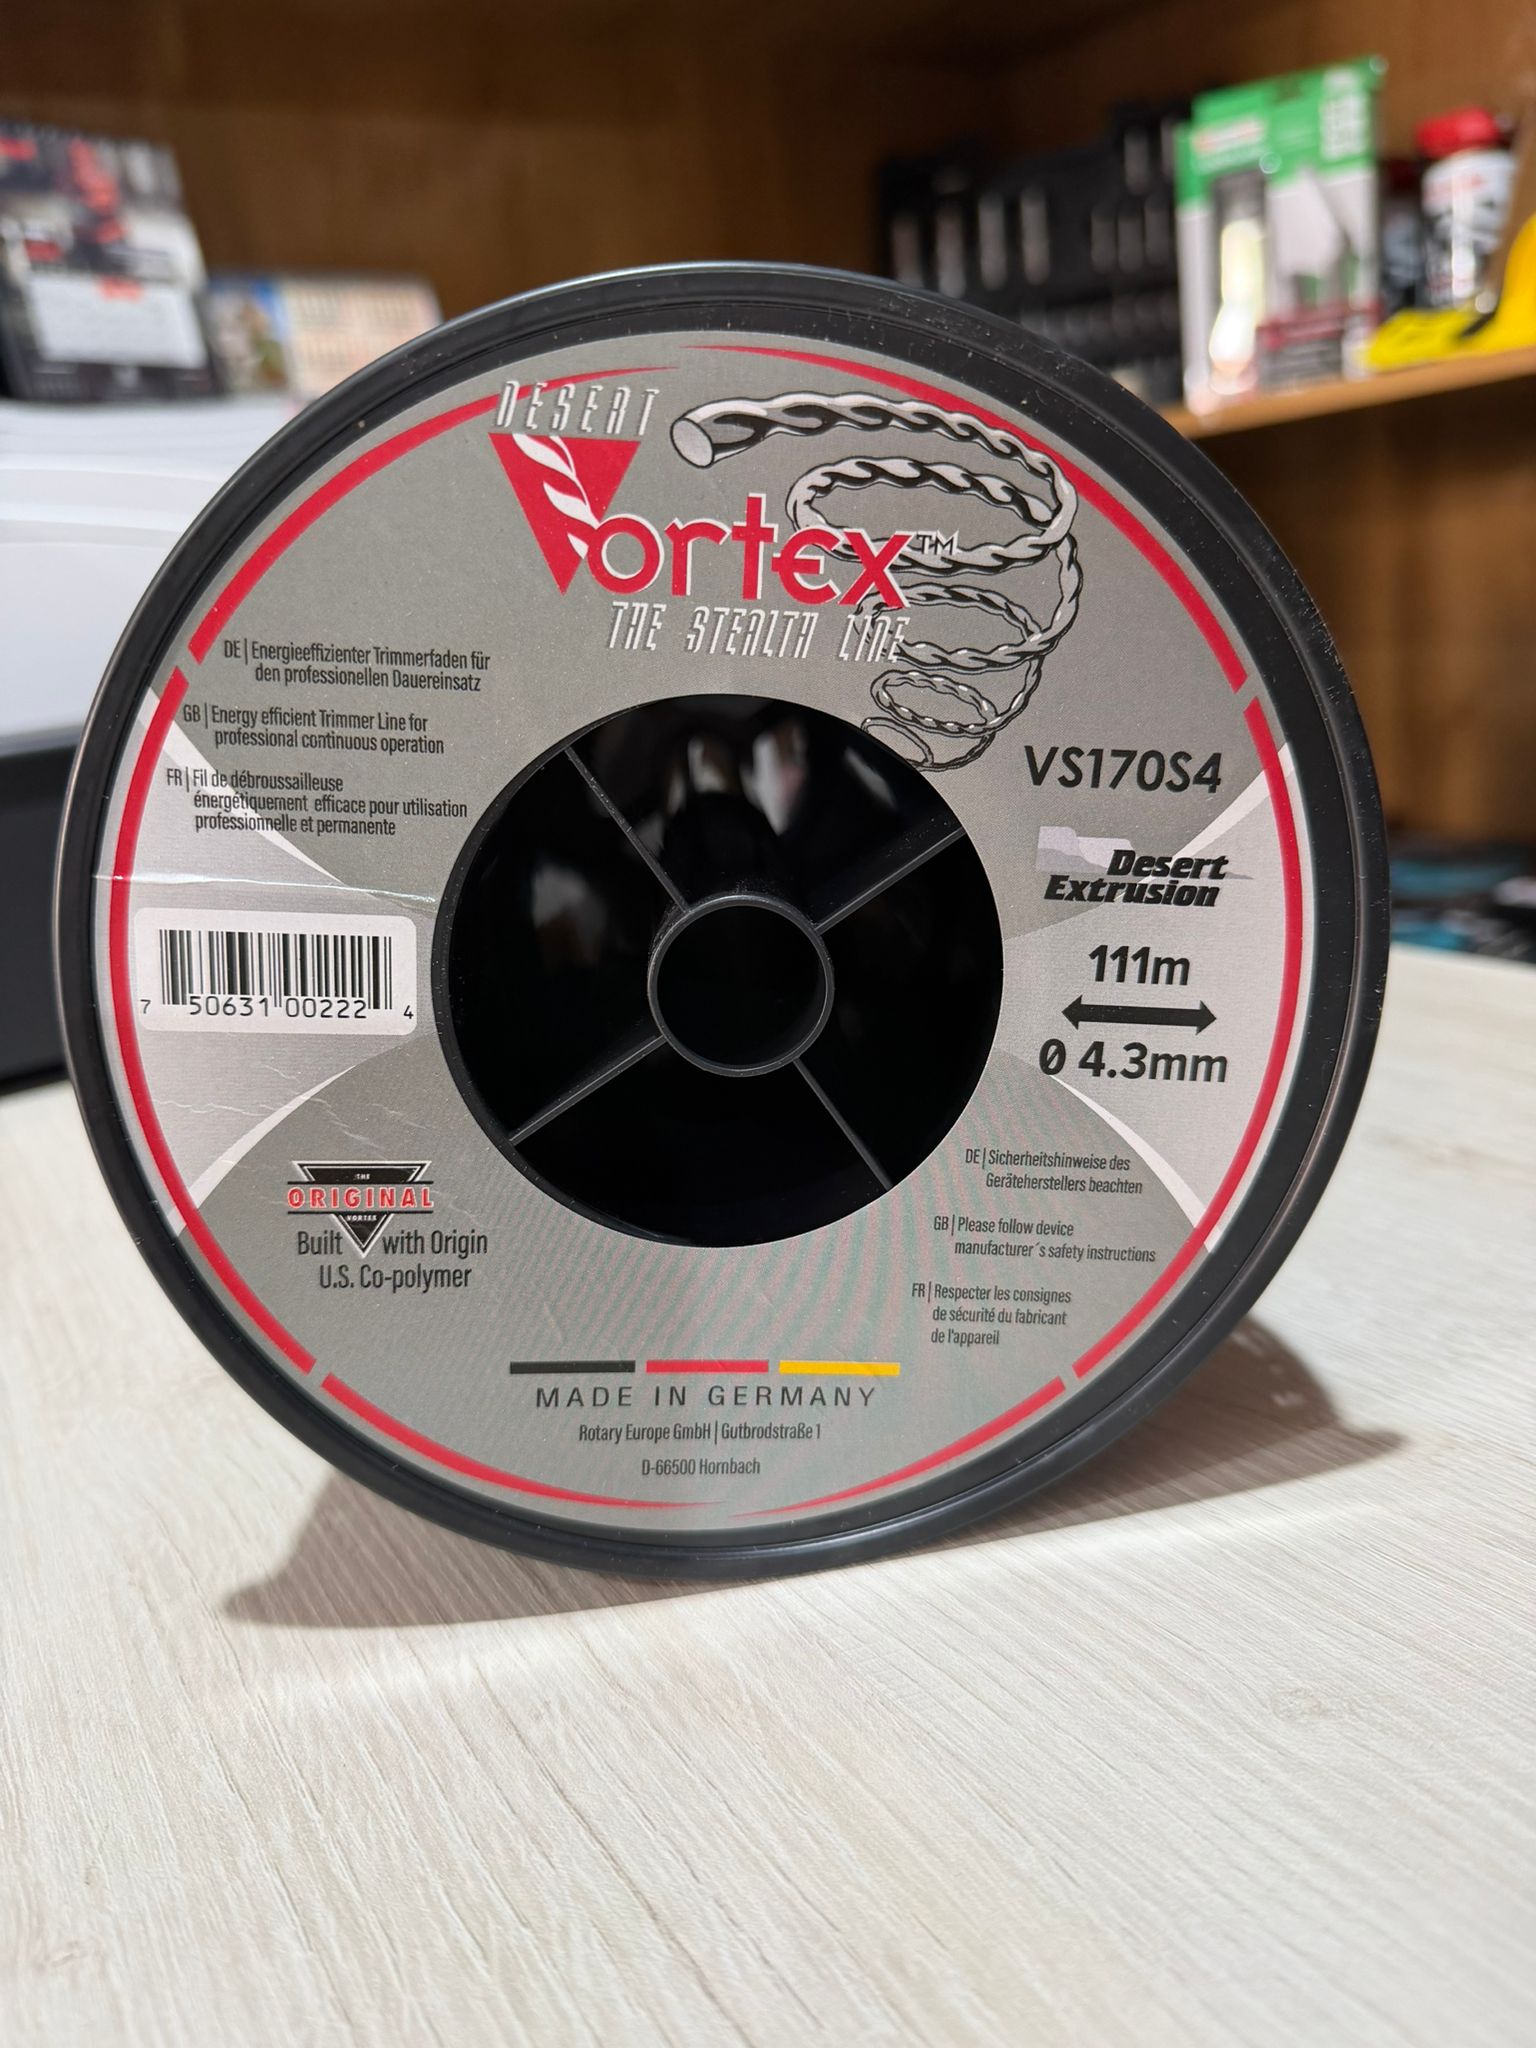 DESERT
Vortex™
THE STEALTH LINE
DE | Energieeffizienter Trimmerfaden für
den professionellen Dauereinsatz
GB | Energy efficient Trimmer Line for
professional continuous operation
FR | Fil de débroussailleuse
énergétiquement efficace pour utilisation
professionnelle et permanente
VS170S4
Desert
Extrusion
111m
Ø 4.3mm
7 50631 00222 4
THE
ORIGINAL
VORTEX
Built with Origin
U.S. Co-polymer
DE | Sicherheitshinweise des
Geräteherstellers beachten
GB | Please follow device
manufacturer´s safety instructions
FR | Respecter les consignes
de sécurité du fabricant
de l'appareil
MADE IN GERMANY
Rotary Europe GmbH | Gutbrodstraße 1
D-66500 Hornbach